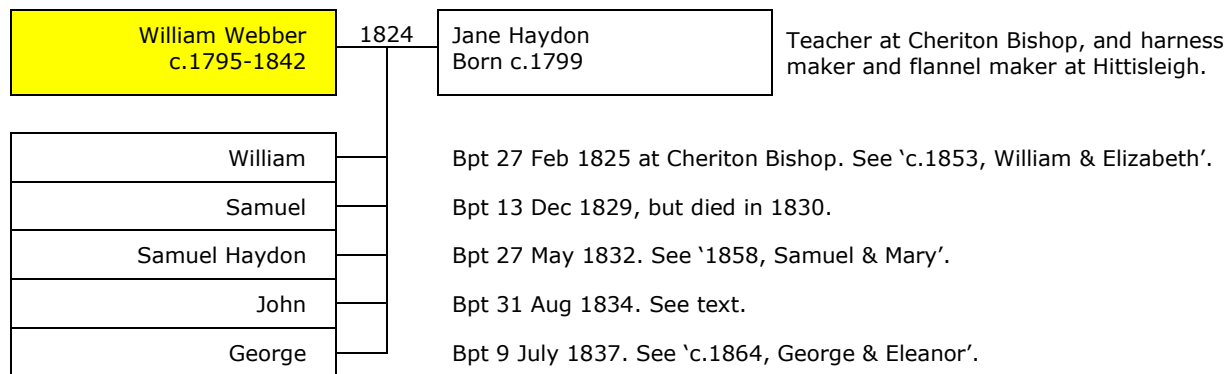 William Webber
c.1795-1842
1824
Jane Haydon
Born c.1799
Teacher at Cheriton Bishop, and harness
maker and flannel maker at Hittisleigh.
William
Bpt 27 Feb 1825 at Cheriton Bishop. See ‘c.1853, William & Elizabeth’.
Samuel
Bpt 13 Dec 1829, but died in 1830.
Samuel Haydon
Bpt 27 May 1832. See ‘1858, Samuel & Mary’.
John
Bpt 31 Aug 1834. See text.
George
Bpt 9 July 1837. See ‘c.1864, George & Eleanor’.